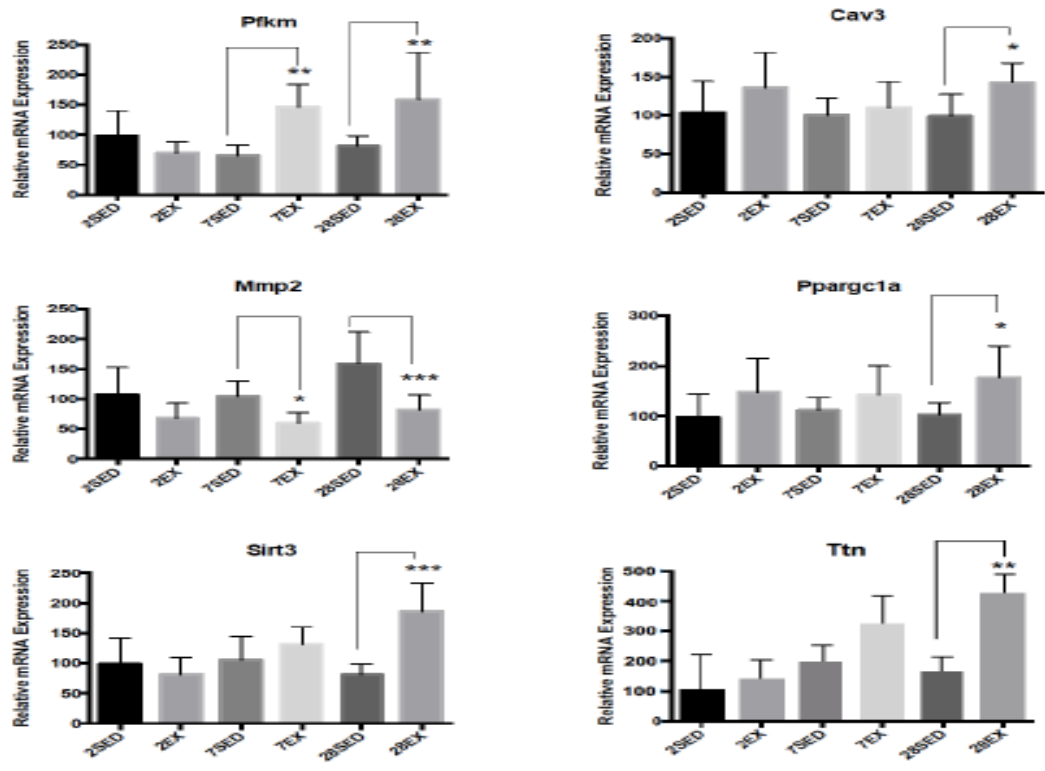 Pfkm
Relative mRNA Expression
250
200
150
100
50
0
**
**
2SED
2EX
7SED
7EX
28SED
28EX
Cav3
Relative mRNA Expression
200
150
100
50
0
*
2SED
2EX
7SED
7EX
28SED
28EX
Mmp2
Relative mRNA Expression
250
200
150
100
50
0
*
***
2SED
2EX
7SED
7EX
28SED
28EX
Ppargc1a
Relative mRNA Expression
300
200
100
0
*
2SED
2EX
7SED
7EX
28SED
28EX
Sirt3
Relative mRNA Expression
250
200
150
100
50
0
***
2SED
2EX
7SED
7EX
28SED
28EX
Ttn
Relative mRNA Expression
500
400
300
200
100
0
**
2SED
2EX
7SED
7EX
28SED
28EX